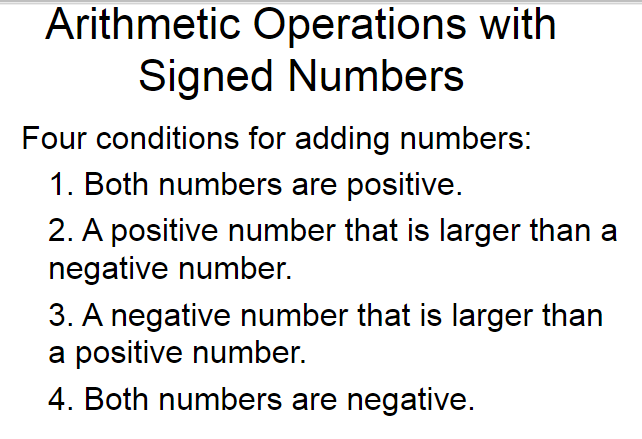 Arithmetic Operations with
Signed Numbers
Four conditions for adding numbers:
1. Both numbers are positive.
2. A positive number that is larger than a
negative number.
3. A negative number that is larger than
a positive number.
4. Both numbers are negative.